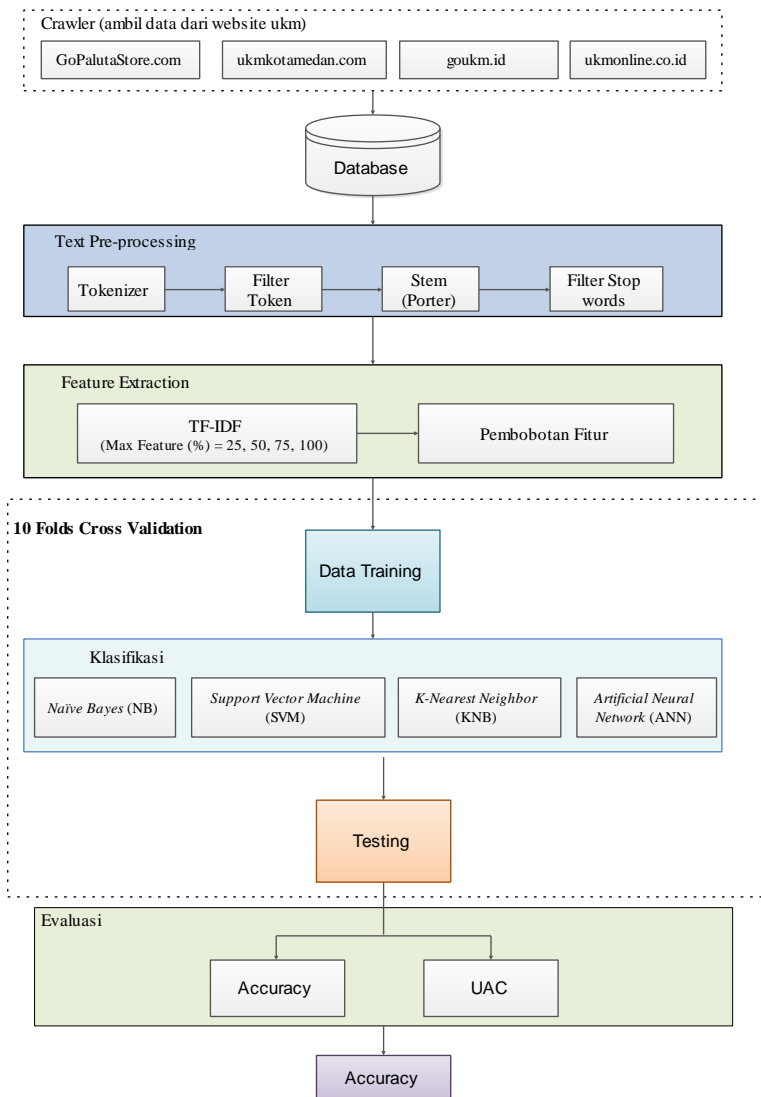 Crawler (ambil data dari website ukm)
GoPalutaStore.com
ukmkotamedan.com
goukm.id
ukmonline.co.id
Database
Text Pre-processing
Tokenizer
Filter
Token
Stem
(Porter)
Filter Stop
words
Feature Extraction
TF-IDF
(Max Feature (%) = 25, 50, 75, 100)
Pembobotan Fitur
10 Folds Cross Validation
Data Training
Klasifikasi
Naïve Bayes (NB)
Support Vector Machine
(SVM)
K-Nearest Neighbor
(KNB)
Artificial Neural
Network (ANN)
Testing
Evaluasi
Accuracy
UAC
Accuracy